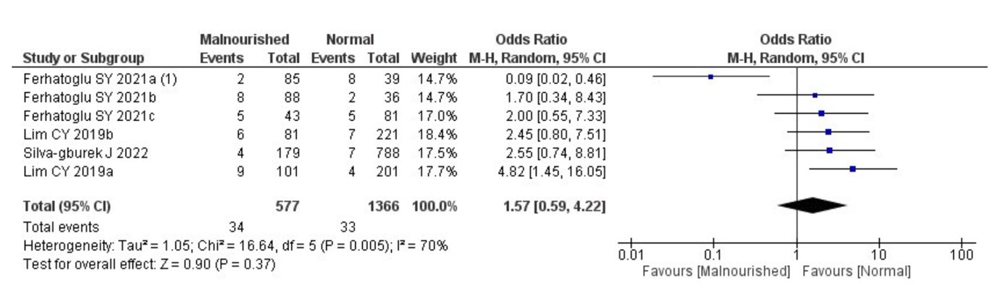 Malnourished Normal Odds Ratio Odds Ratio
Study or Subgroup Events Total Events Total Weight M-H, Random, 95% CI M-H, Random, 95% CI
Ferhatoglu SY 2021a (1) 2 85 8 39 14.7% 0.09 [0.02, 0.46]
Ferhatoglu SY 2021b 8 88 2 36 14.7% 1.70 [0.34, 8.43]
Ferhatoglu SY 2021c 5 43 5 81 17.0% 2.00 [0.55, 7.33]
Lim CY 2019b 6 81 7 221 18.4% 2.45 [0.80, 7.51]
Silva-gburek J 2022 4 179 7 788 17.5% 2.55 [0.74, 8.81]
Lim CY 2019a 9 101 4 201 17.7% 4.82 [1.45, 16.05]
Total (95% CI) 577 1366 100.0% 1.57 [0.59, 4.22]
Total events 34 33
Heterogeneity: Tau² = 1.05; Chi² = 16.64, df = 5 (P = 0.005); I² = 70%
Test for overall effect: Z = 0.90 (P = 0.37)
0.01 0.1 1 10 100
Favours [Malnourished] Favours [Normal]